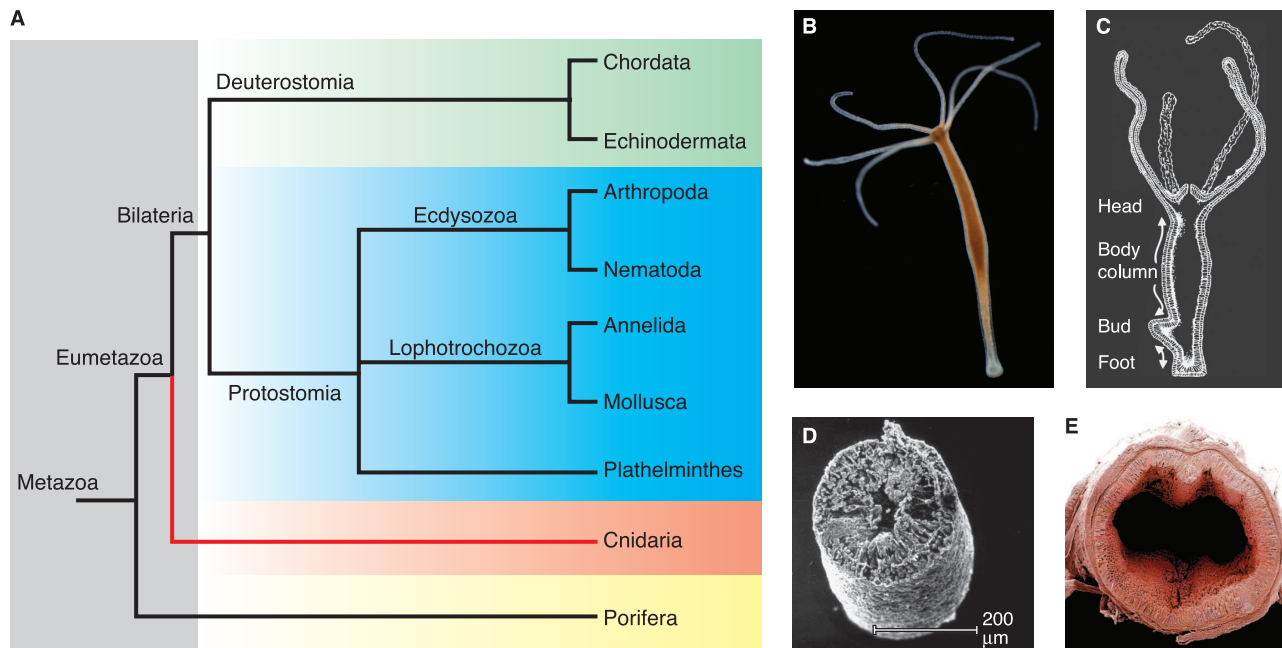 A
Chordata
Deuterostomia
Echinodermata
Arthropoda
Bilateria
Ecdysozoa
Nematoda
Annelida
Eumetazoa
Lophotrochozoa
Protostomia
Mollusca
Metazoa
Plathelminthes
Cnidaria
Porifera
B
C
Head
Body
column
Bud
Foot
D
200
μm
E